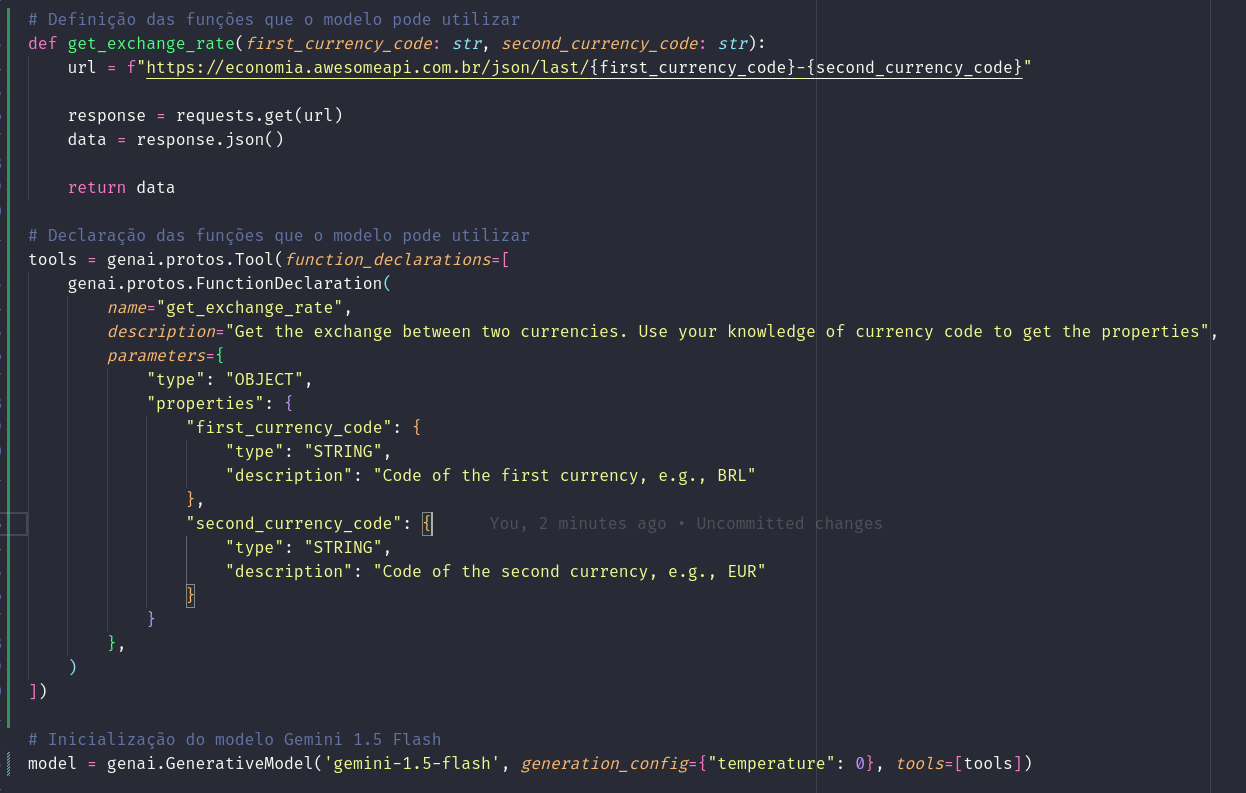 # Definição das funções que o modelo pode utilizar
def get_exchange_rate(first_currency_code: str, second_currency_code: str):
    url = f"https://economia.awesomeapi.com.br/json/last/{first_currency_code}-{second_currency_code}"
    response = requests.get(url)
    data = response.json()
    return data
# Declaração das funções que o modelo pode utilizar
tools = genai.protos.Tool(function_declarations=[
    genai.protos.FunctionDeclaration(
        name="get_exchange_rate",
        description="Get the exchange between two currencies. Use your knowledge of currency code to get the properties",
        parameters={
            "type": "OBJECT",
            "properties": {
                "first_currency_code": {
                    "type": "STRING",
                    "description": "Code of the first currency, e.g., BRL"
                },
                "second_currency_code": {      You, 2 minutes ago • Uncommitted changes
                    "type": "STRING",
                    "description": "Code of the second currency, e.g., EUR"
                }
            }
        },
    )
])
# Inicialização do modelo Gemini 1.5 Flash
model = genai.GenerativeModel('gemini-1.5-flash', generation_config={"temperature": 0}, tools=[tools])